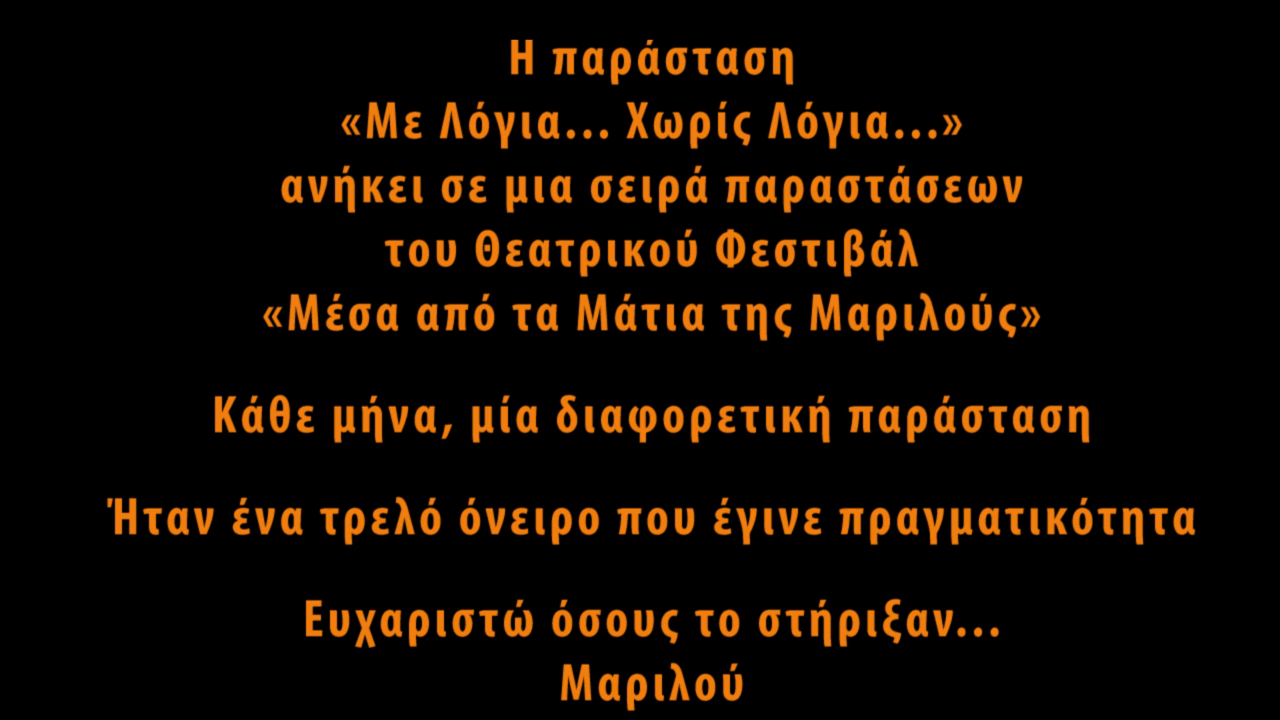 Η παράσταση
«Με Λόγια... Χωρίς Λόγια...»
ανήκει σε μια σειρά παραστάσεων
του Θεατρικού Φεστιβάλ
«Μέσα από τα Μάτια της Μαριλούς»
Κάθε μήνα, μία διαφορετική παράσταση
Ήταν ένα τρελό όνειρο που έγινε πραγματικότητα
Ευχαριστώ όσους το στήριξαν...
Μαριλού